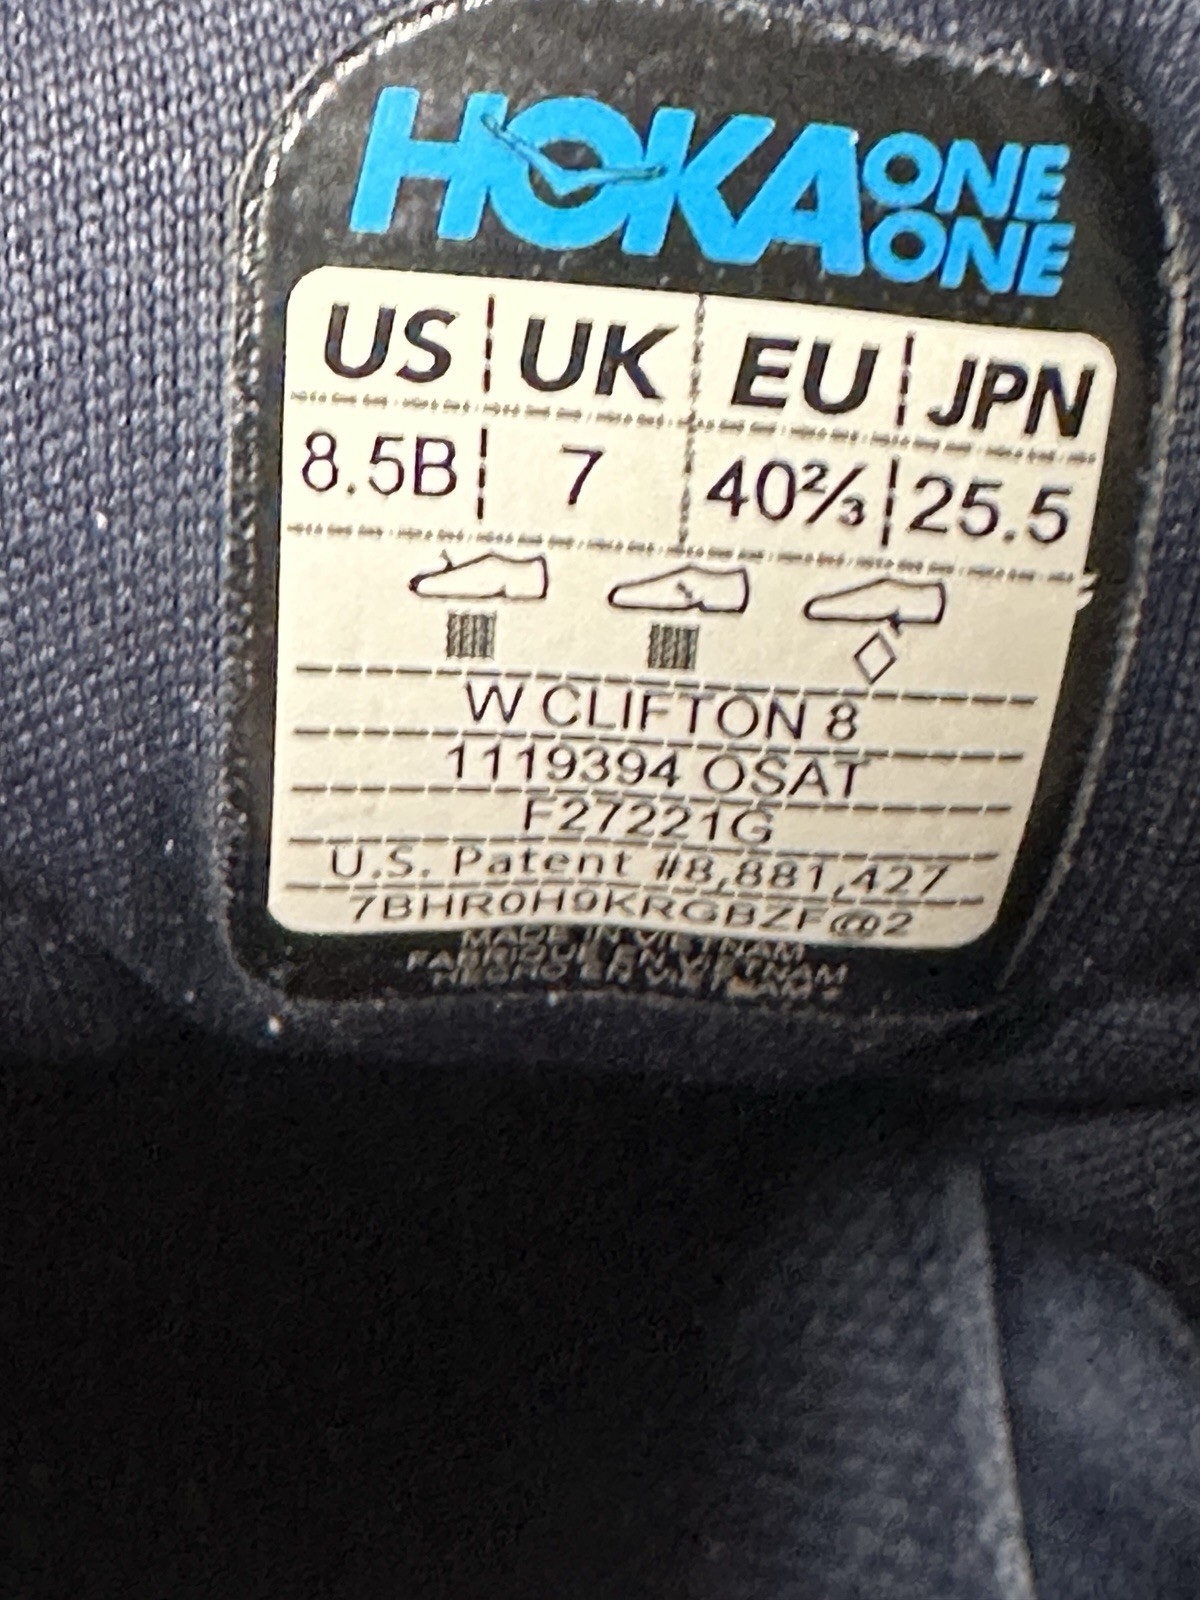 HOKA ONE ONE
US UK EU JPN
8.5B 7 40⅔ 25.5
W CLIFTON 8
1119394 OSAT
F27221G
U.S. Patent #8,881,427
7BHR0H9KRGBZF@2
MADE IN VIETNAM
FABRIQUE EN VIETNAM
HECHO EN VIETNAM